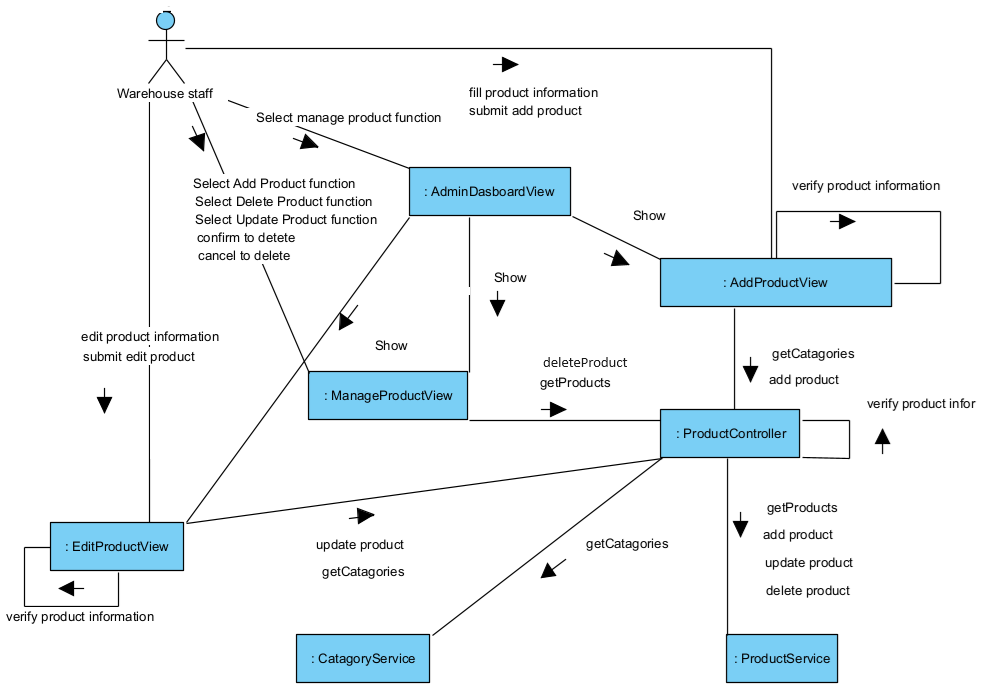 Warehouse staff
fill product information
submit add product
Select manage product function
Select Add Product function
Select Delete Product function
Select Update Product function
confirm to detete
cancel to delete
: AdminDasboardView
verify product information
Show
: AddProductView
Show
edit product information
submit edit product
Show
deleteProduct
getProducts
getCatagories
add product
: ManageProductView
verify product infor
: ProductController
getProducts
add product
update product
delete product
: EditProductView
update product
getCatagories
getCatagories
verify product information
: CatagoryService
: ProductService